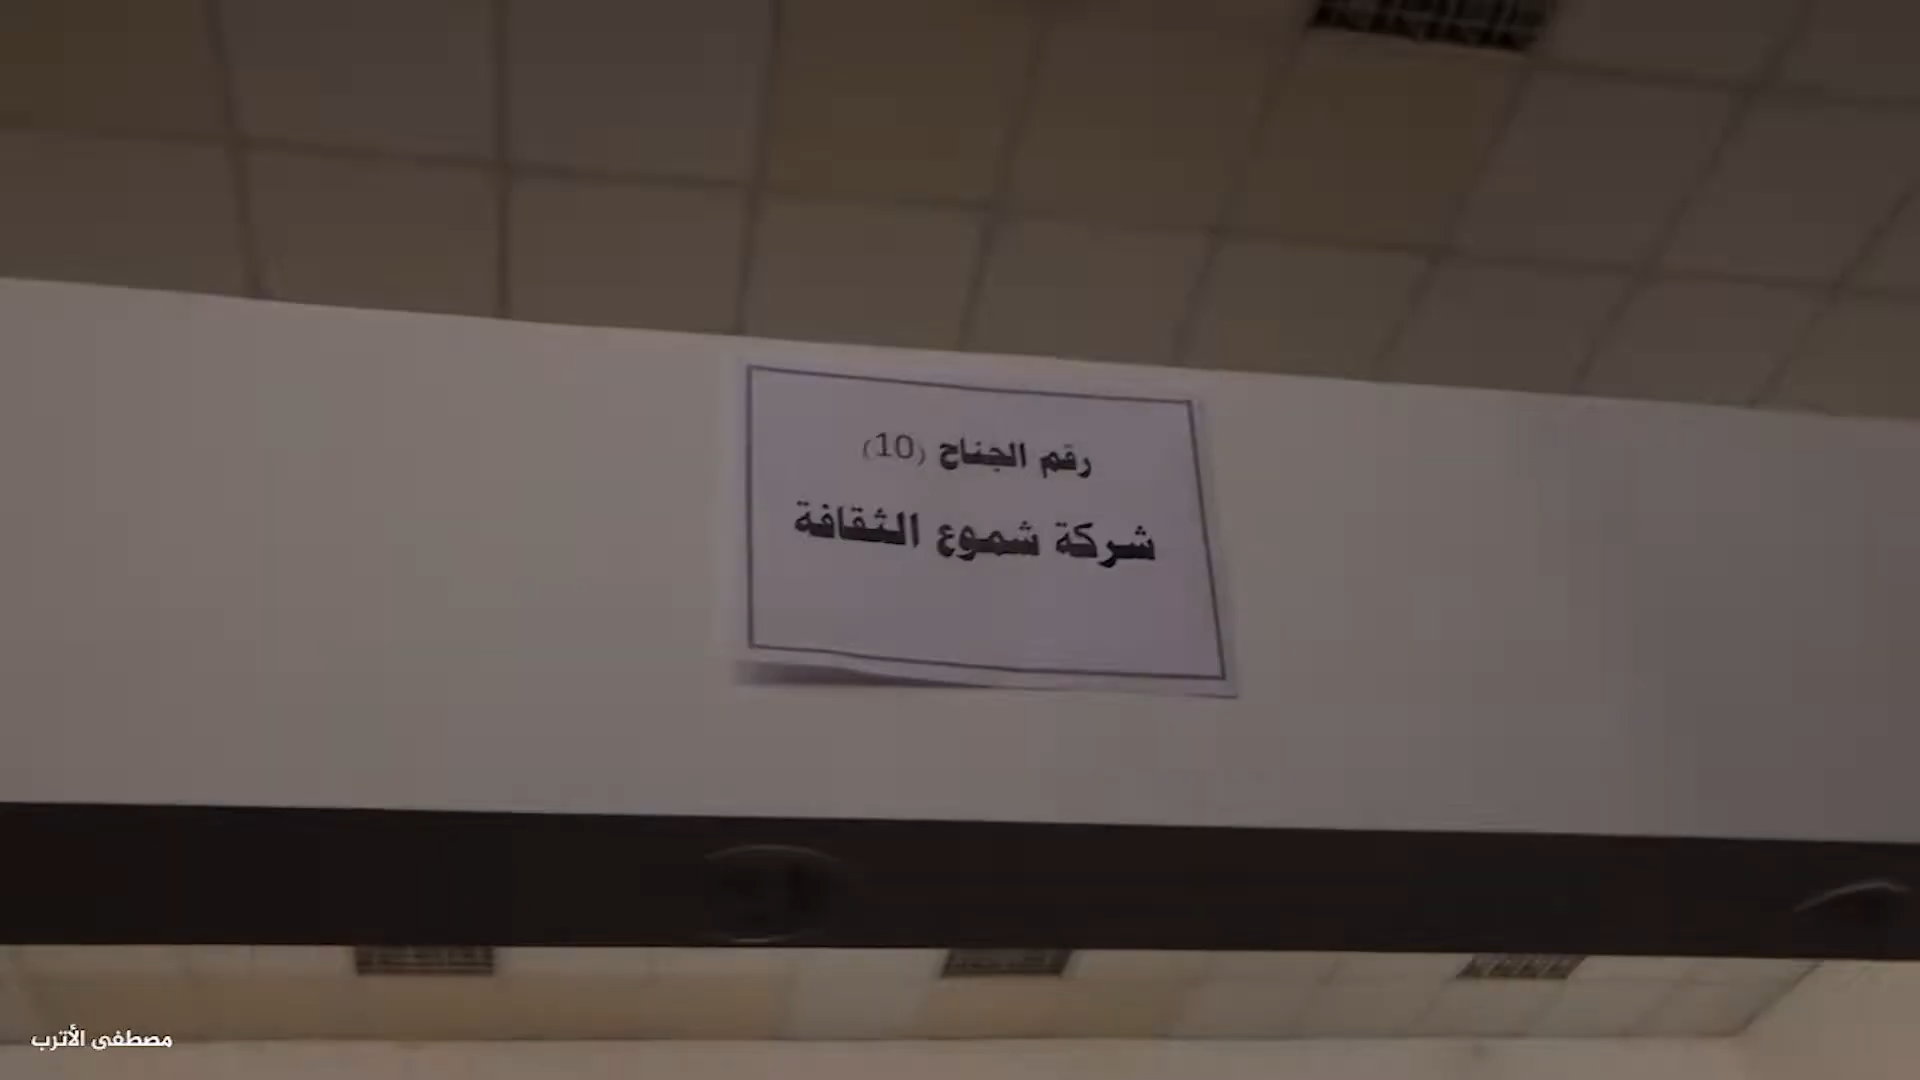 رقم الجناح (10)
شركة شموع الثقافة
مصطفى الأترب